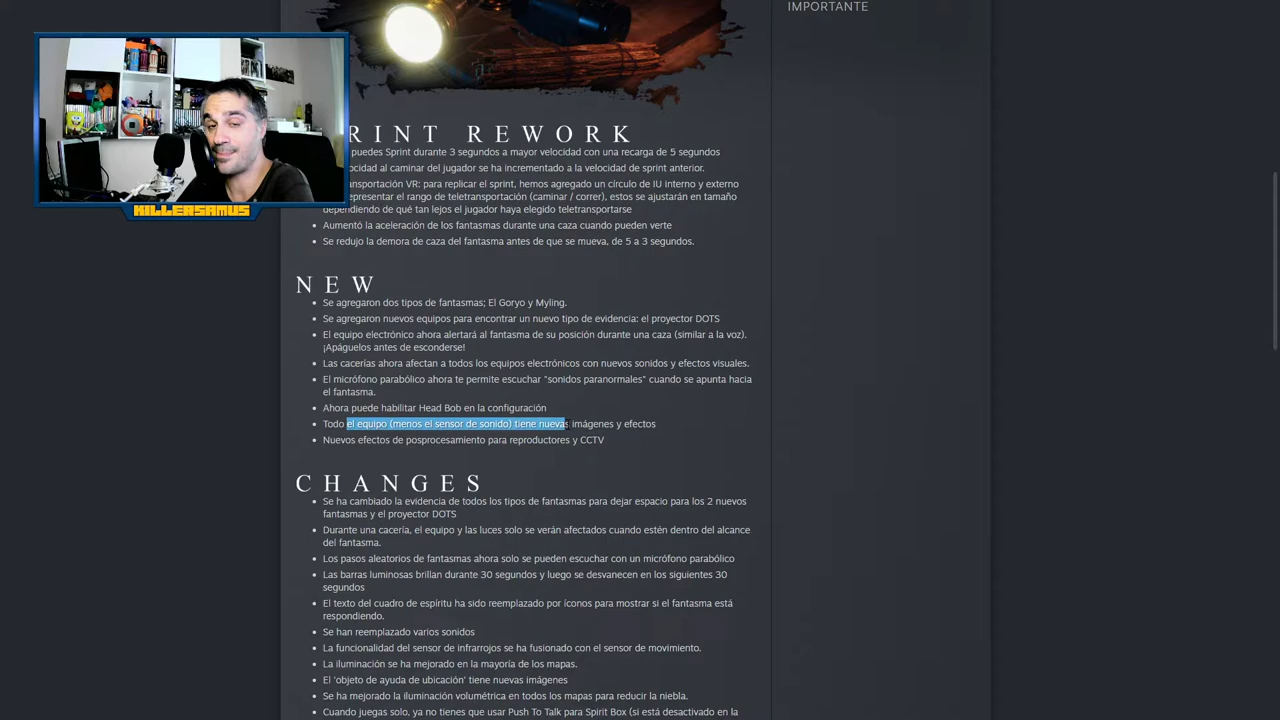 IMPORTANTE
KILLERSAMUS
RINT REWORK
puedes Sprint durante 3 segundos a mayor velocidad con una recarga de 5 segundos
ocidad al caminar del jugador se ha incrementado a la velocidad de sprint anterior.
transportación VR: para replicar el sprint, hemos agregado un círculo de IU interno y externo
epresentar el rango de teletransportación (caminar / correr), estos se ajustarán en tamaño
dependiendo de qué tan lejos el jugador haya elegido teletransportarse
• Aumentó la aceleración de los fantasmas durante una caza cuando pueden verte
• Se redujo la demora de caza del fantasma antes de que se mueva, de 5 a 3 segundos.
NEW
• Se agregaron dos tipos de fantasmas; El Goryo y Myling.
• Se agregaron nuevos equipos para encontrar un nuevo tipo de evidencia: el proyector DOTS
• El equipo electrónico ahora alertará al fantasma de su posición durante una caza (similar a la voz).
¡Apáguelos antes de esconderse!
• Las cacerías ahora afectan a todos los equipos electrónicos con nuevos sonidos y efectos visuales.
• El micrófono parabólico ahora te permite escuchar "sonidos paranormales" cuando se apunta hacia
el fantasma.
• Ahora puede habilitar Head Bob en la configuración
• Todo el equipo (menos el sensor de sonido) tiene nuevas imágenes y efectos
• Nuevos efectos de posprocesamiento para reproductores y CCTV
CHANGES
• Se ha cambiado la evidencia de todos los tipos de fantasmas para dejar espacio para los 2 nuevos
fantasmas y el proyector DOTS
• Durante una cacería, el equipo y las luces solo se verán afectados cuando estén dentro del alcance
del fantasma.
• Los pasos aleatorios de fantasmas ahora solo se pueden escuchar con un micrófono parabólico
• Las barras luminosas brillan durante 30 segundos y luego se desvanecen en los siguientes 30
segundos
• El texto del cuadro de espíritu ha sido reemplazado por íconos para mostrar si el fantasma está
respondiendo.
• Se han reemplazado varios sonidos
• La funcionalidad del sensor de infrarrojos se ha fusionado con el sensor de movimiento.
• La iluminación se ha mejorado en la mayoría de los mapas.
• El 'objeto de ayuda de ubicación' tiene nuevas imágenes
• Se ha mejorado la iluminación volumétrica en todos los mapas para reducir la niebla.
• Cuando juegas solo, ya no tienes que usar Push To Talk para Spirit Box (si está desactivado en la